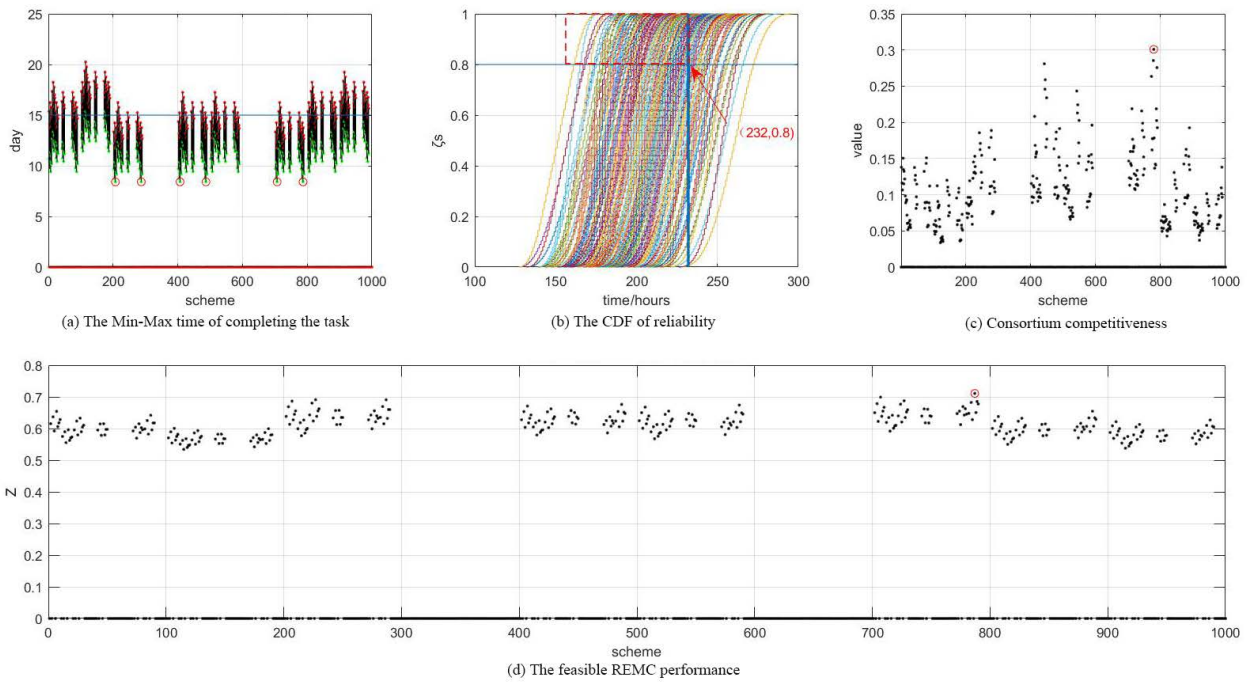 25
20
15
10
5
0
day
0 200 400 600 800 1000
scheme
(a) The Min-Max time of completing the task
1
0.8
0.6
0.4
0.2
0
ζs
(232,0.8)
100 150 200 250 300
time/hours
(b) The CDF of reliability
0.35
0.3
0.25
0.2
0.15
0.1
0.05
0
value
200 400 600 800 1000
scheme
(c) Consortium competitiveness
0.8
0.7
0.6
0.5
0.4
0.3
0.2
0.1
0
Z
0 100 200 300 400 500 600 700 800 900 1000
scheme
(d) The feasible REMC performance